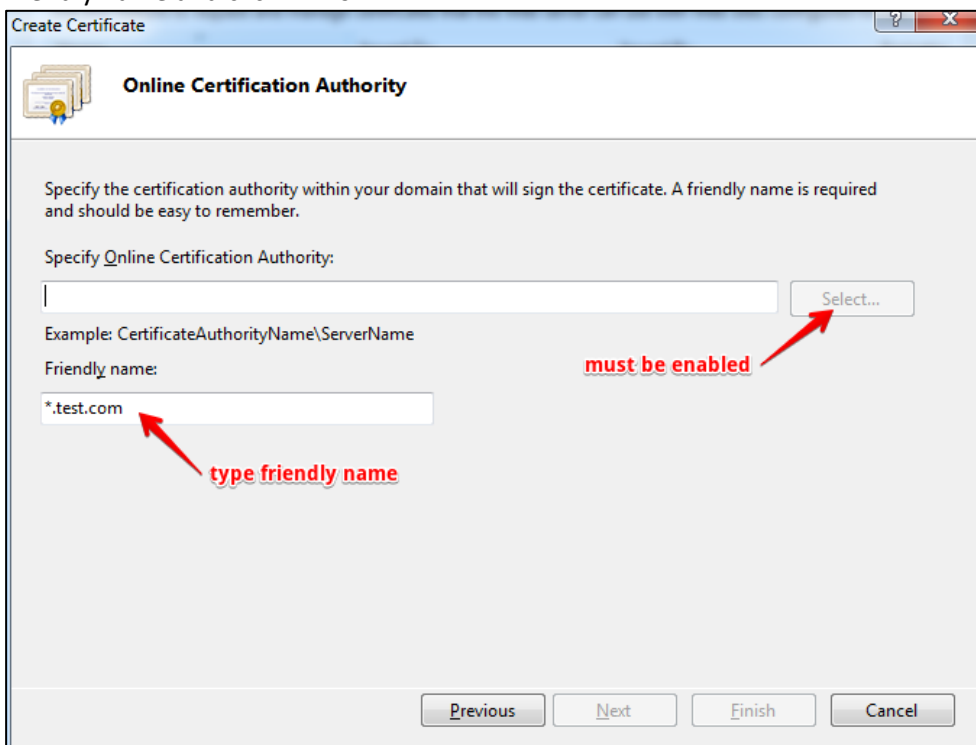 Create Certificate
Online Certification Authority
Specify the certification authority within your domain that will sign the certificate. A friendly name is required
and should be easy to remember.
Specify Online Certification Authority:
Select...
Example: CertificateAuthorityName\ServerName
must be enabled
Friendly name:
*.test.com
type friendly name
Previous Next Finish Cancel